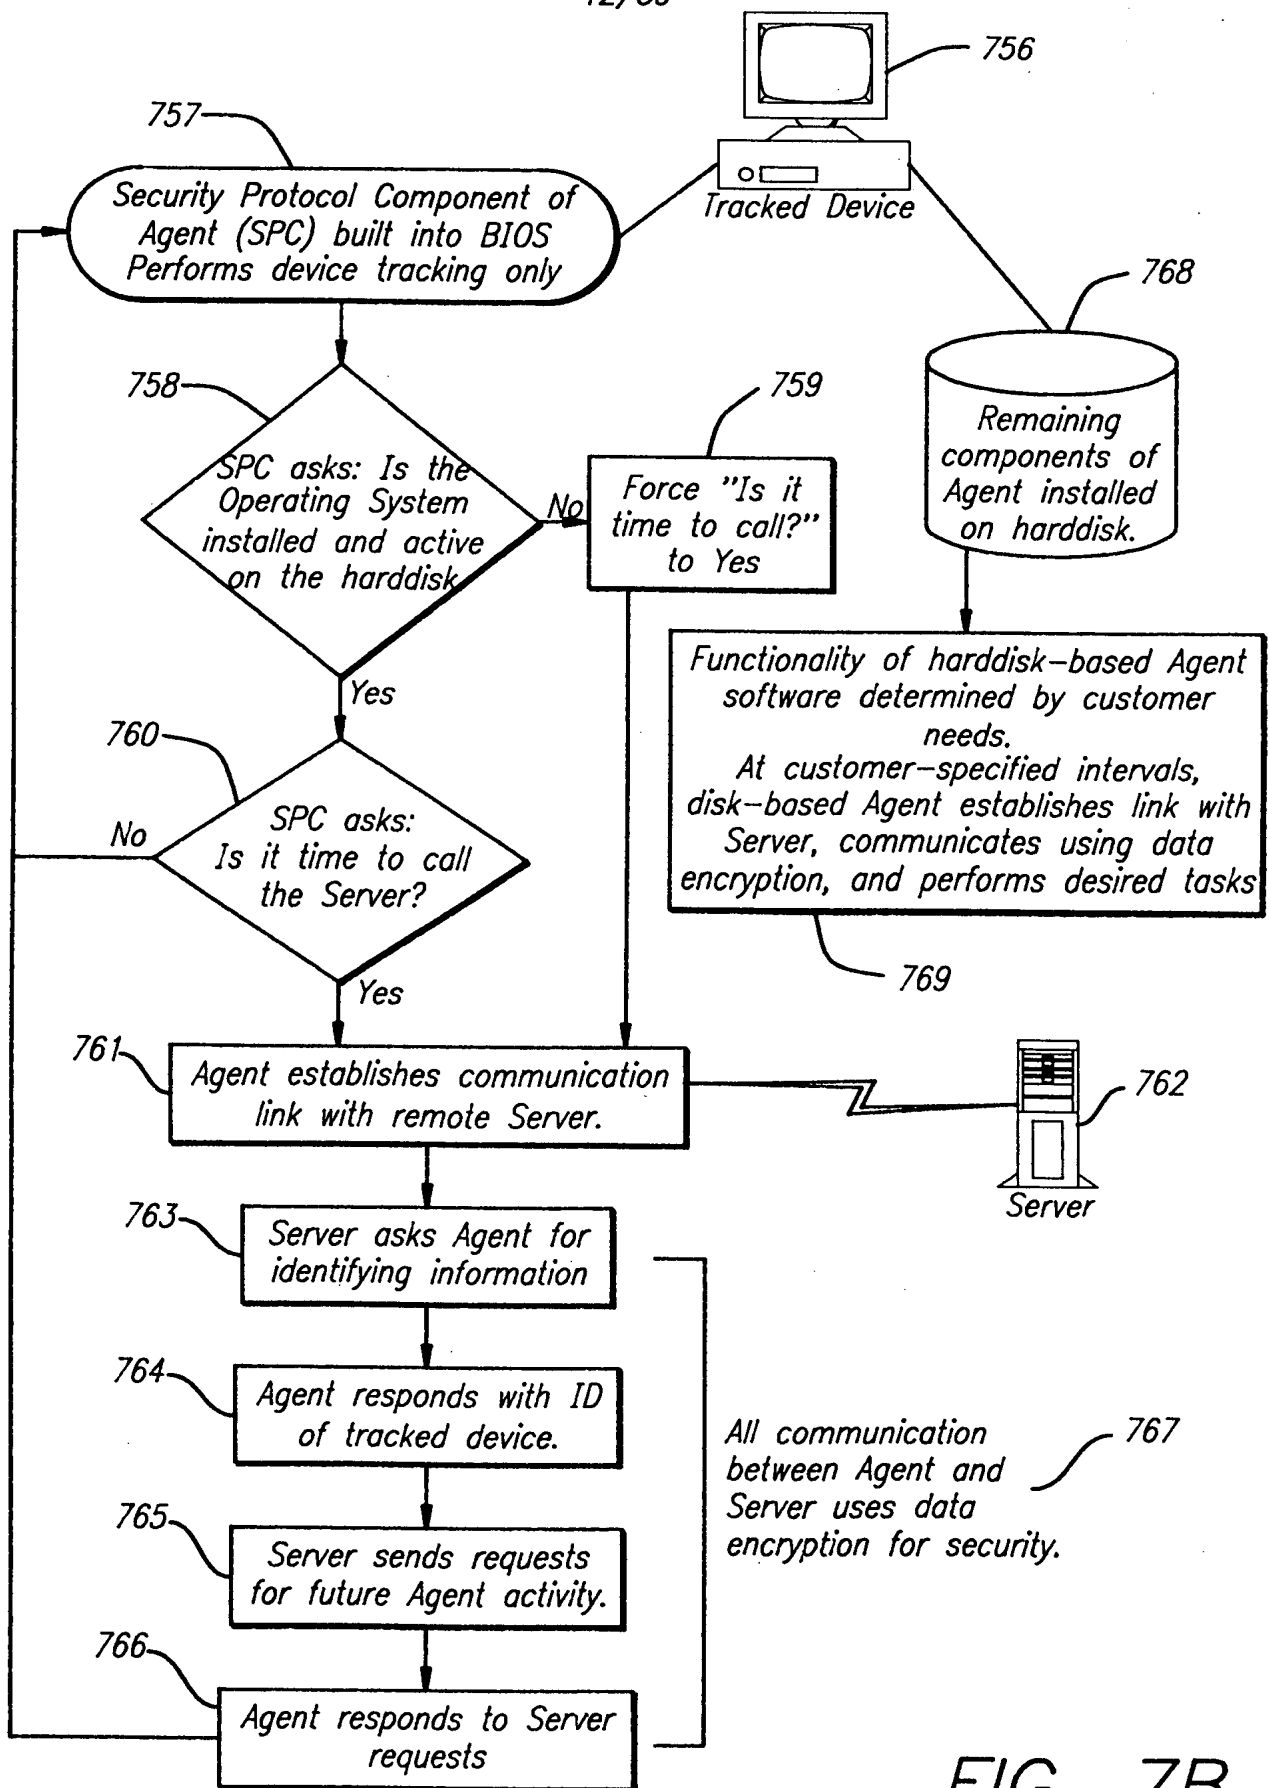 756
757
Tracked Device
Security Protocol Component of
Agent (SPC) built into BIOS
Performs device tracking only
768
758
759
SPC asks: Is the
Operating System
installed and active
on the harddisk
No
Force "Is it
time to call?"
to Yes
Remaining
components of
Agent installed
on harddisk.
Yes
Functionality of harddisk-based Agent
software determined by customer
needs.
At customer-specified intervals,
disk-based Agent establishes link with
Server, communicates using data
encryption, and performs desired tasks
760
No
SPC asks:
Is it time to call
the Server?
769
Yes
761
Agent establishes communication
link with remote Server.
762
Server
763
Server asks Agent for
identifying information
764
Agent responds with ID
of tracked device.
All communication
between Agent and
Server uses data
encryption for security.
767
765
Server sends requests
for future Agent activity.
766
Agent responds to Server
requests
FIG. 7B